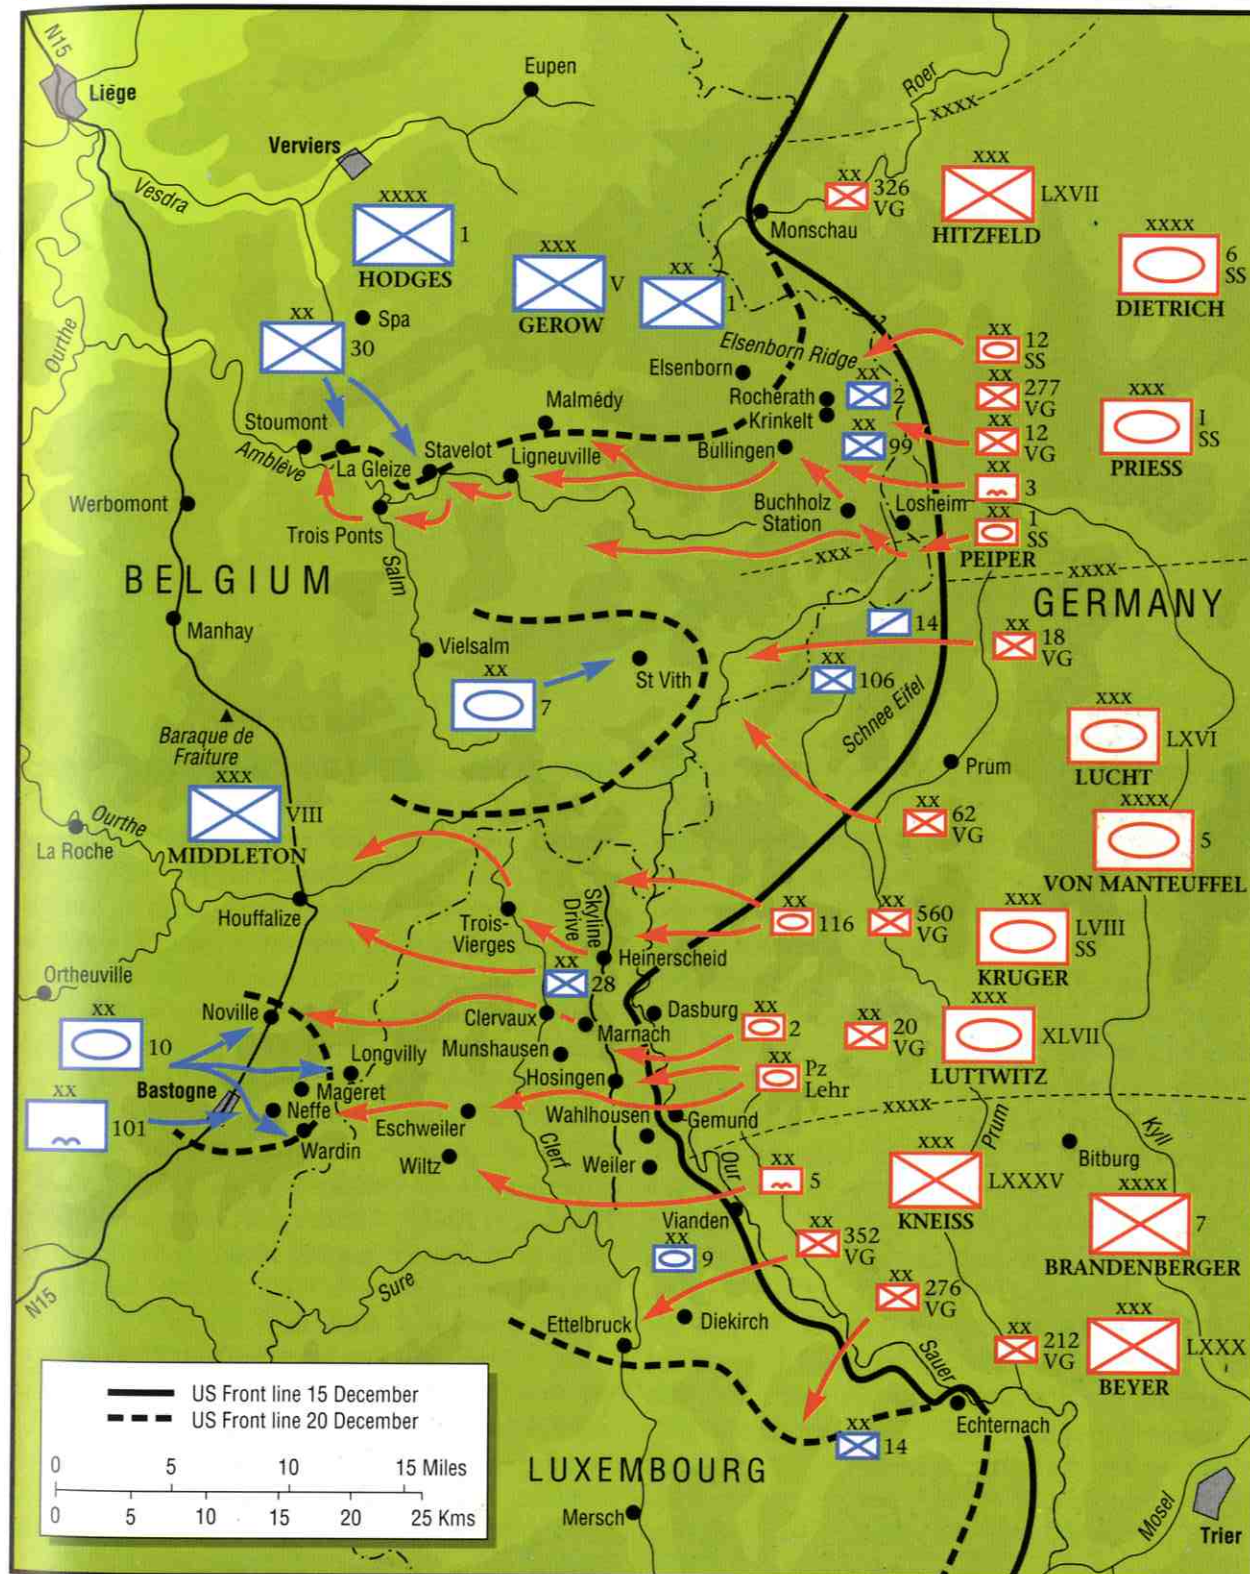 N15
Liège
Eupen
Verviers
Vesdra
Roer
XXXX
XX
326
VG
XXX
LXVII
HITZFELD
Monschau
XXXX
1
HODGES
XXX
V
GEROW
XX
1
XXXX
6
SS
DIETRICH
Ourthe
XX
30
Spa
Elsenborn Ridge
XX
12
SS
Elsenborn
XX
2
XX
277
VG
Rocherath
Krinkelt
Malmédy
XX
99
XX
12
VG
XXX
I
SS
PRIESS
Stoumont
Amblève
La Gleize
Stavelot
Ligneuville
Bullingen
XX
3
Werbomont
Trois Ponts
Buchholz
Station
Losheim
XX
1
SS
PEIPER
XXX
XXXX
BELGIUM
Salm
GERMANY
Manhay
14
XX
18
VG
Vielsalm
St Vith
XX
7
XX
106
Schnee Eifel
Baraque de
Fraiture
XXX
LXVI
LUCHT
Prum
XXX
VIII
MIDDLETON
Ourthe
La Roche
XX
62
VG
XXXX
5
VON MANTEUFFEL
Houffalize
Trois-
Vierges
Skyline
Drive
XX
116
XX
560
VG
XXX
LVIII
SS
KRUGER
Heinerscheid
Ortheuville
XX
28
Noville
Clervaux
Marnach
Dasburg
XX
2
XX
20
VG
XXX
XLVII
LUTTWITZ
XX
10
Longvilly
Munshausen
Hosingen
XX
Pz
Lehr
Bastogne
Mageret
Neffe
XX
101
Wardin
Eschweiler
Wiltz
Clerf
Wahlhousen
Gemund
XXXX
Weiler
Our
Prum
Kyll
Bitburg
XX
5
XXX
LXXXV
KNEISS
Vianden
XXXX
7
BRANDENBERGER
XX
9
XX
352
VG
N15
Sure
XX
276
VG
Ettelbruck
Diekirch
Sauer
XX
212
VG
XXX
LXXX
BEYER
Echternach
XX
14
US Front line 15 December
US Front line 20 December
0 5 10 15 Miles
0 5 10 15 20 25 Kms
LUXEMBOURG
Mersch
Mosel
Trier